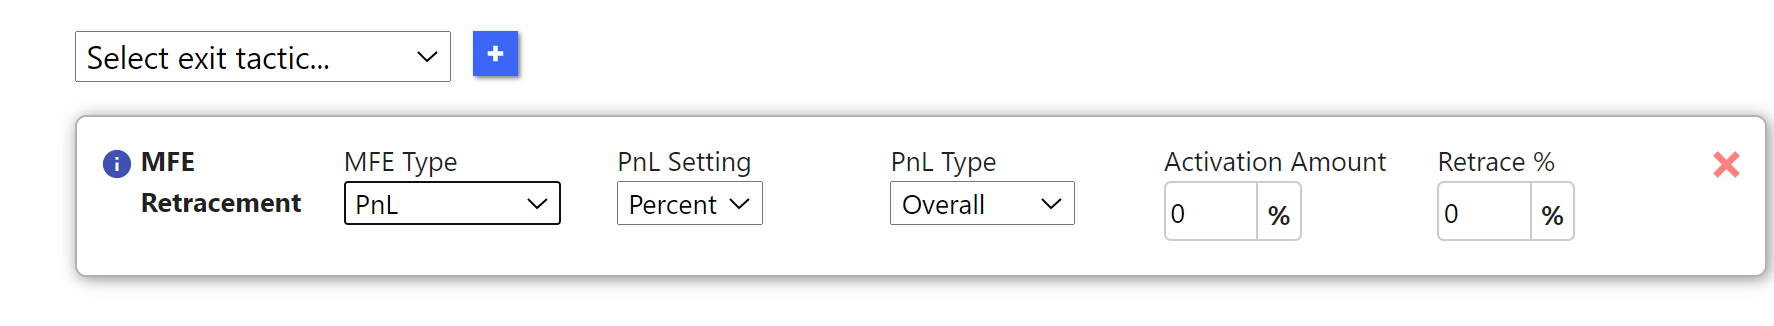 Select exit tactic...
+
i MFE Retracement
MFE Type
PnL
PnL Setting
Percent
PnL Type
Overall
Activation Amount
0 %
Retrace %
0 %